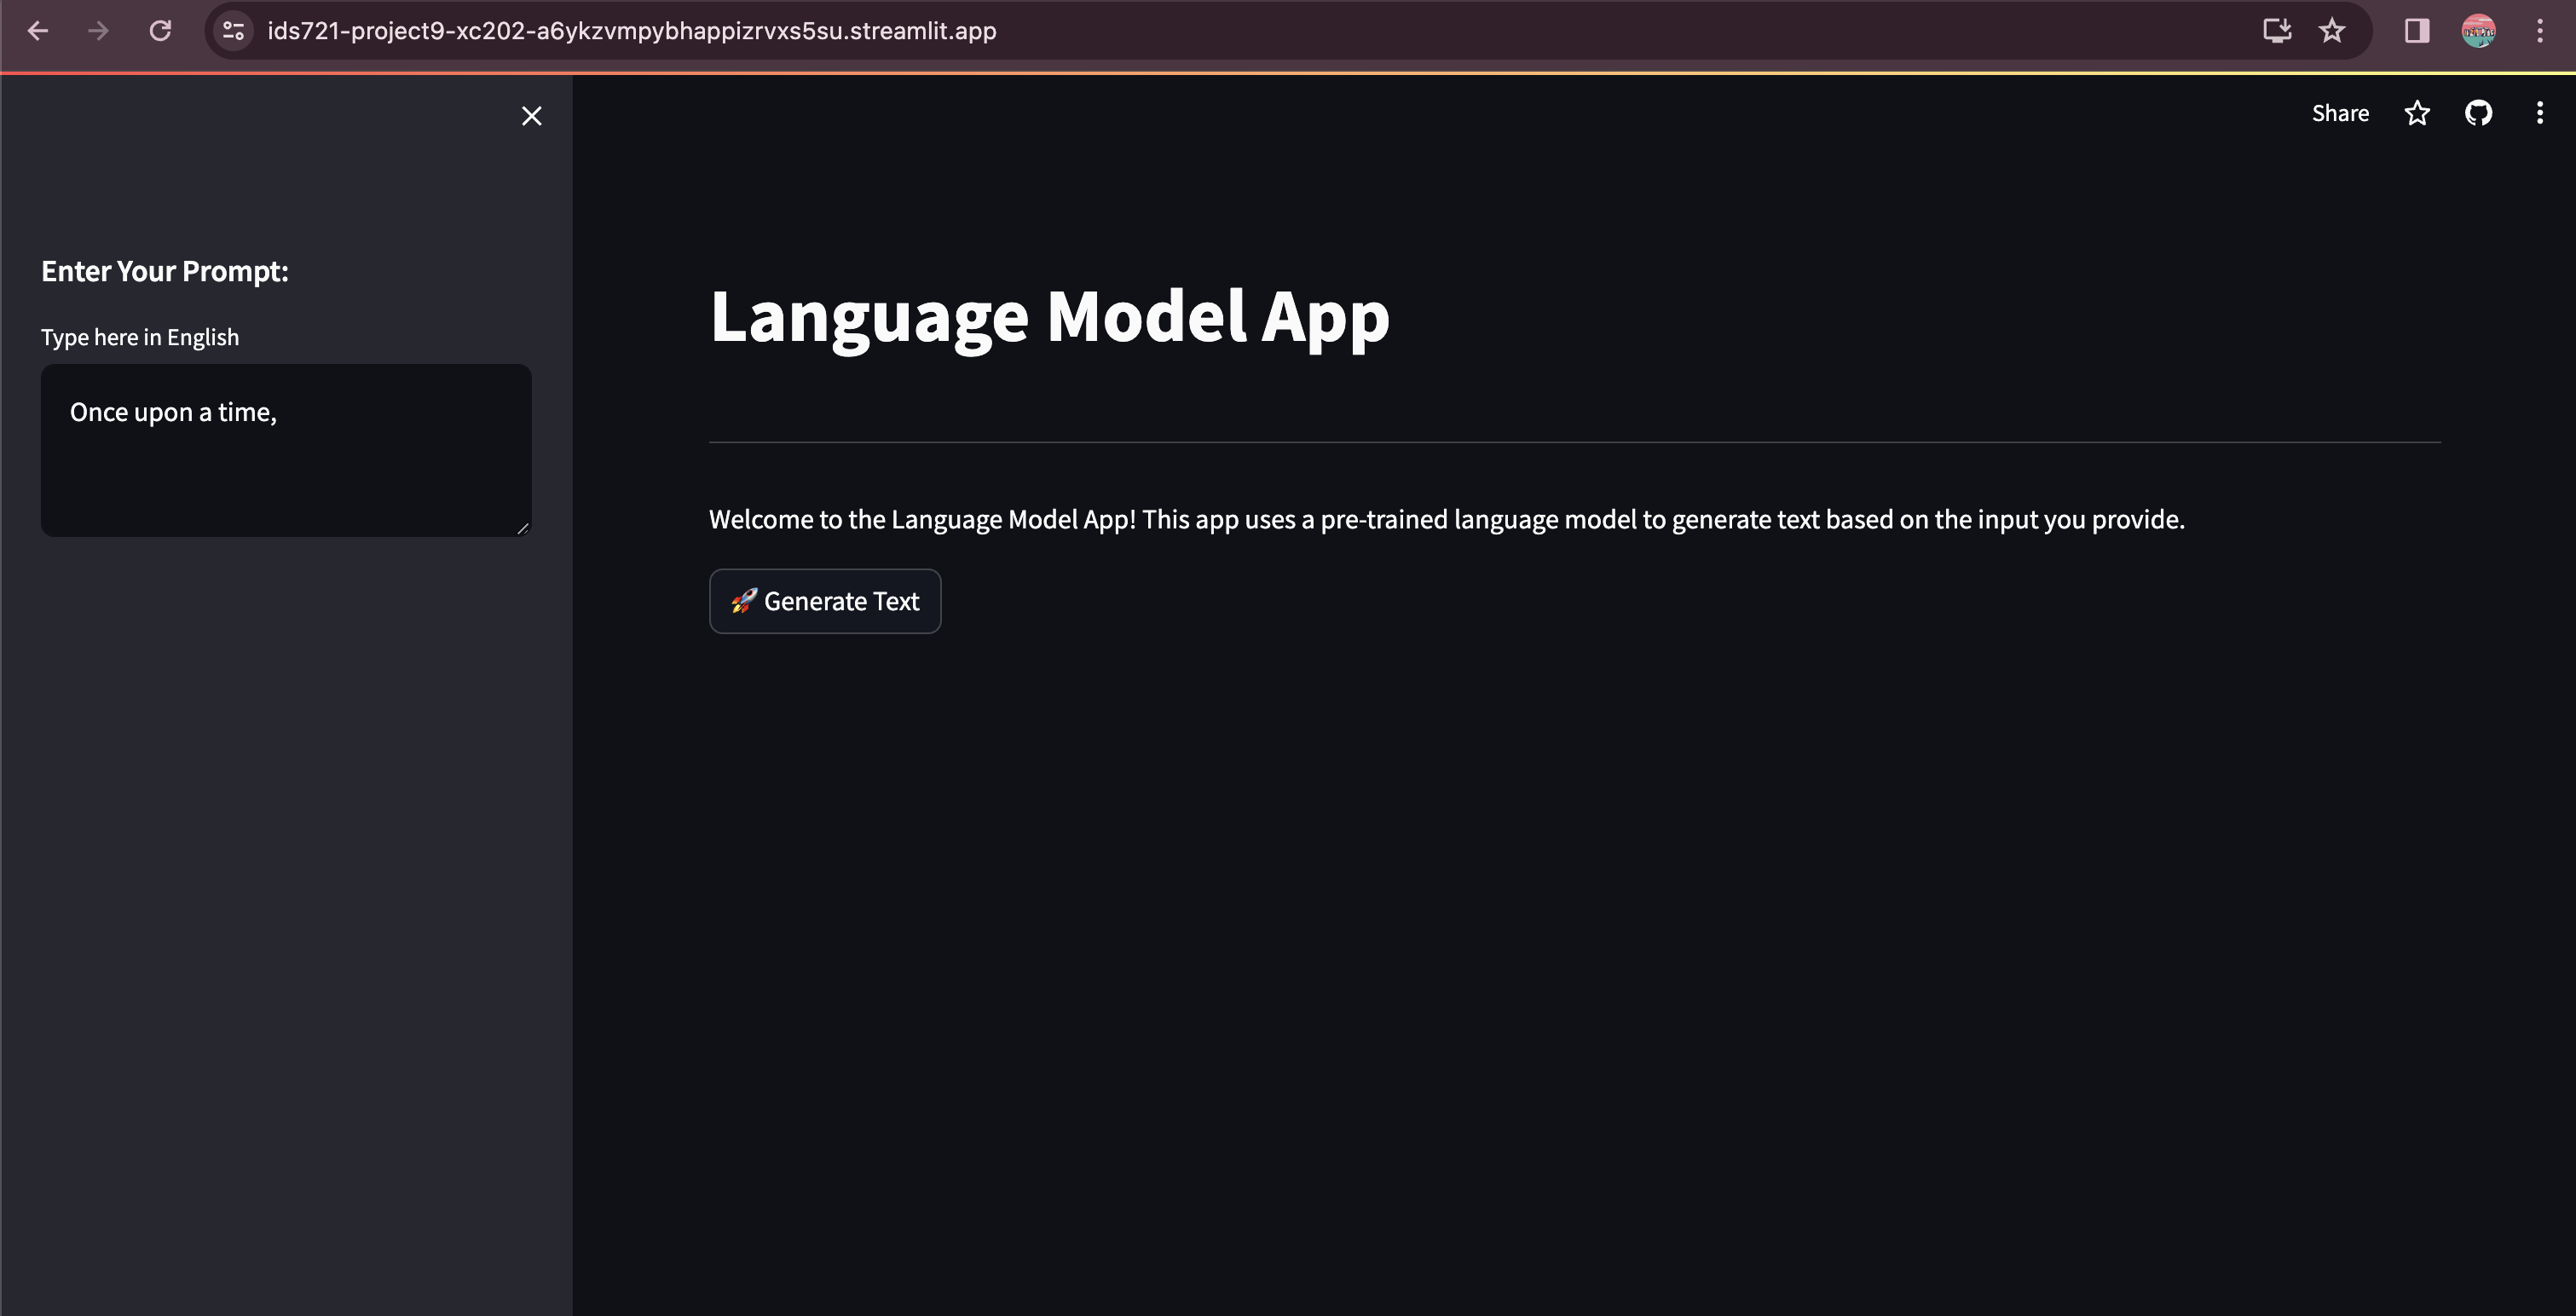 ids721-project9-xc202-a6ykzvmpybhappizrvxs5su.streamlit.app
Share
Enter Your Prompt:
Type here in English
Once upon a time,
Language Model App
Welcome to the Language Model App! This app uses a pre-trained language model to generate text based on the input you provide.
🚀 Generate Text